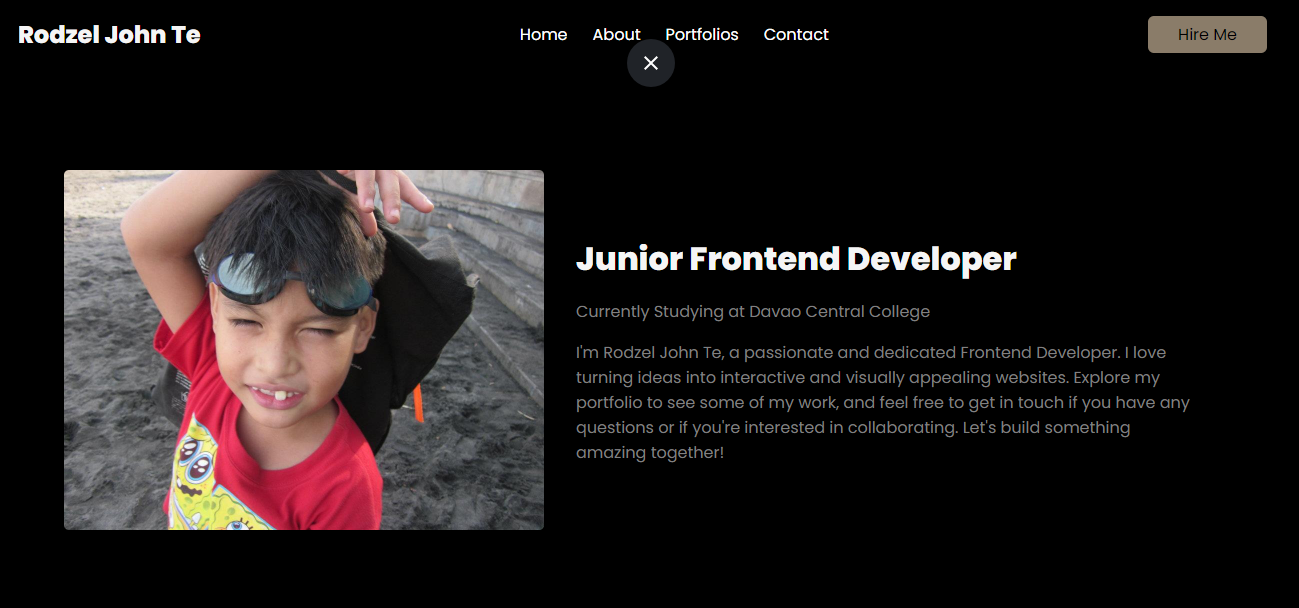 Rodzel John Te
Home About Portfolios Contact
Hire Me
Junior Frontend Developer
Currently Studying at Davao Central College
I'm Rodzel John Te, a passionate and dedicated Frontend Developer. I love
turning ideas into interactive and visually appealing websites. Explore my
portfolio to see some of my work, and feel free to get in touch if you have any
questions or if you're interested in collaborating. Let's build something
amazing together!